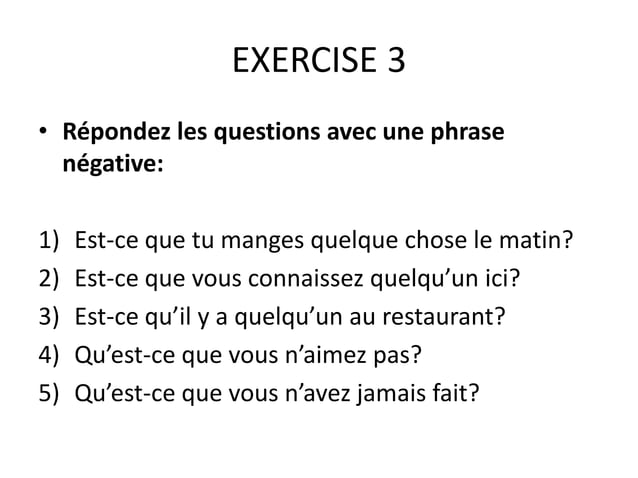 EXERCISE 3
• Répondez les questions avec une phrase
négative:
1) Est-ce que tu manges quelque chose le matin?
2) Est-ce que vous connaissez quelqu’un ici?
3) Est-ce qu’il y a quelqu’un au restaurant?
4) Qu’est-ce que vous n’aimez pas?
5) Qu’est-ce que vous n’avez jamais fait?